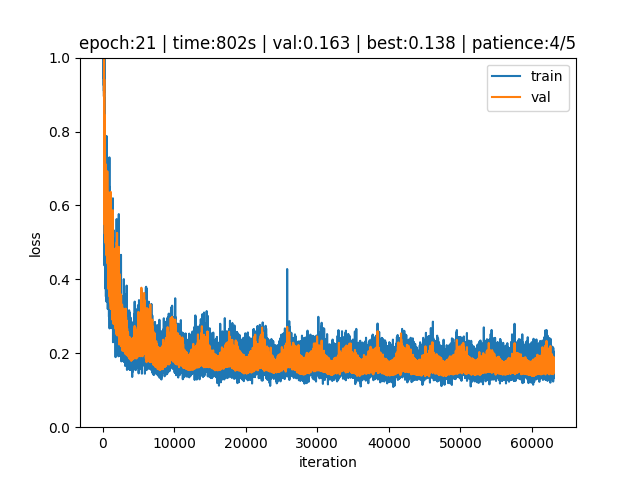 epoch:21 | time:802s | val:0.163 | best:0.138 | patience:4/5
train
val
1.0
0.8
0.6
0.4
0.2
0.0
loss
0 10000 20000 30000 40000 50000 60000
iteration